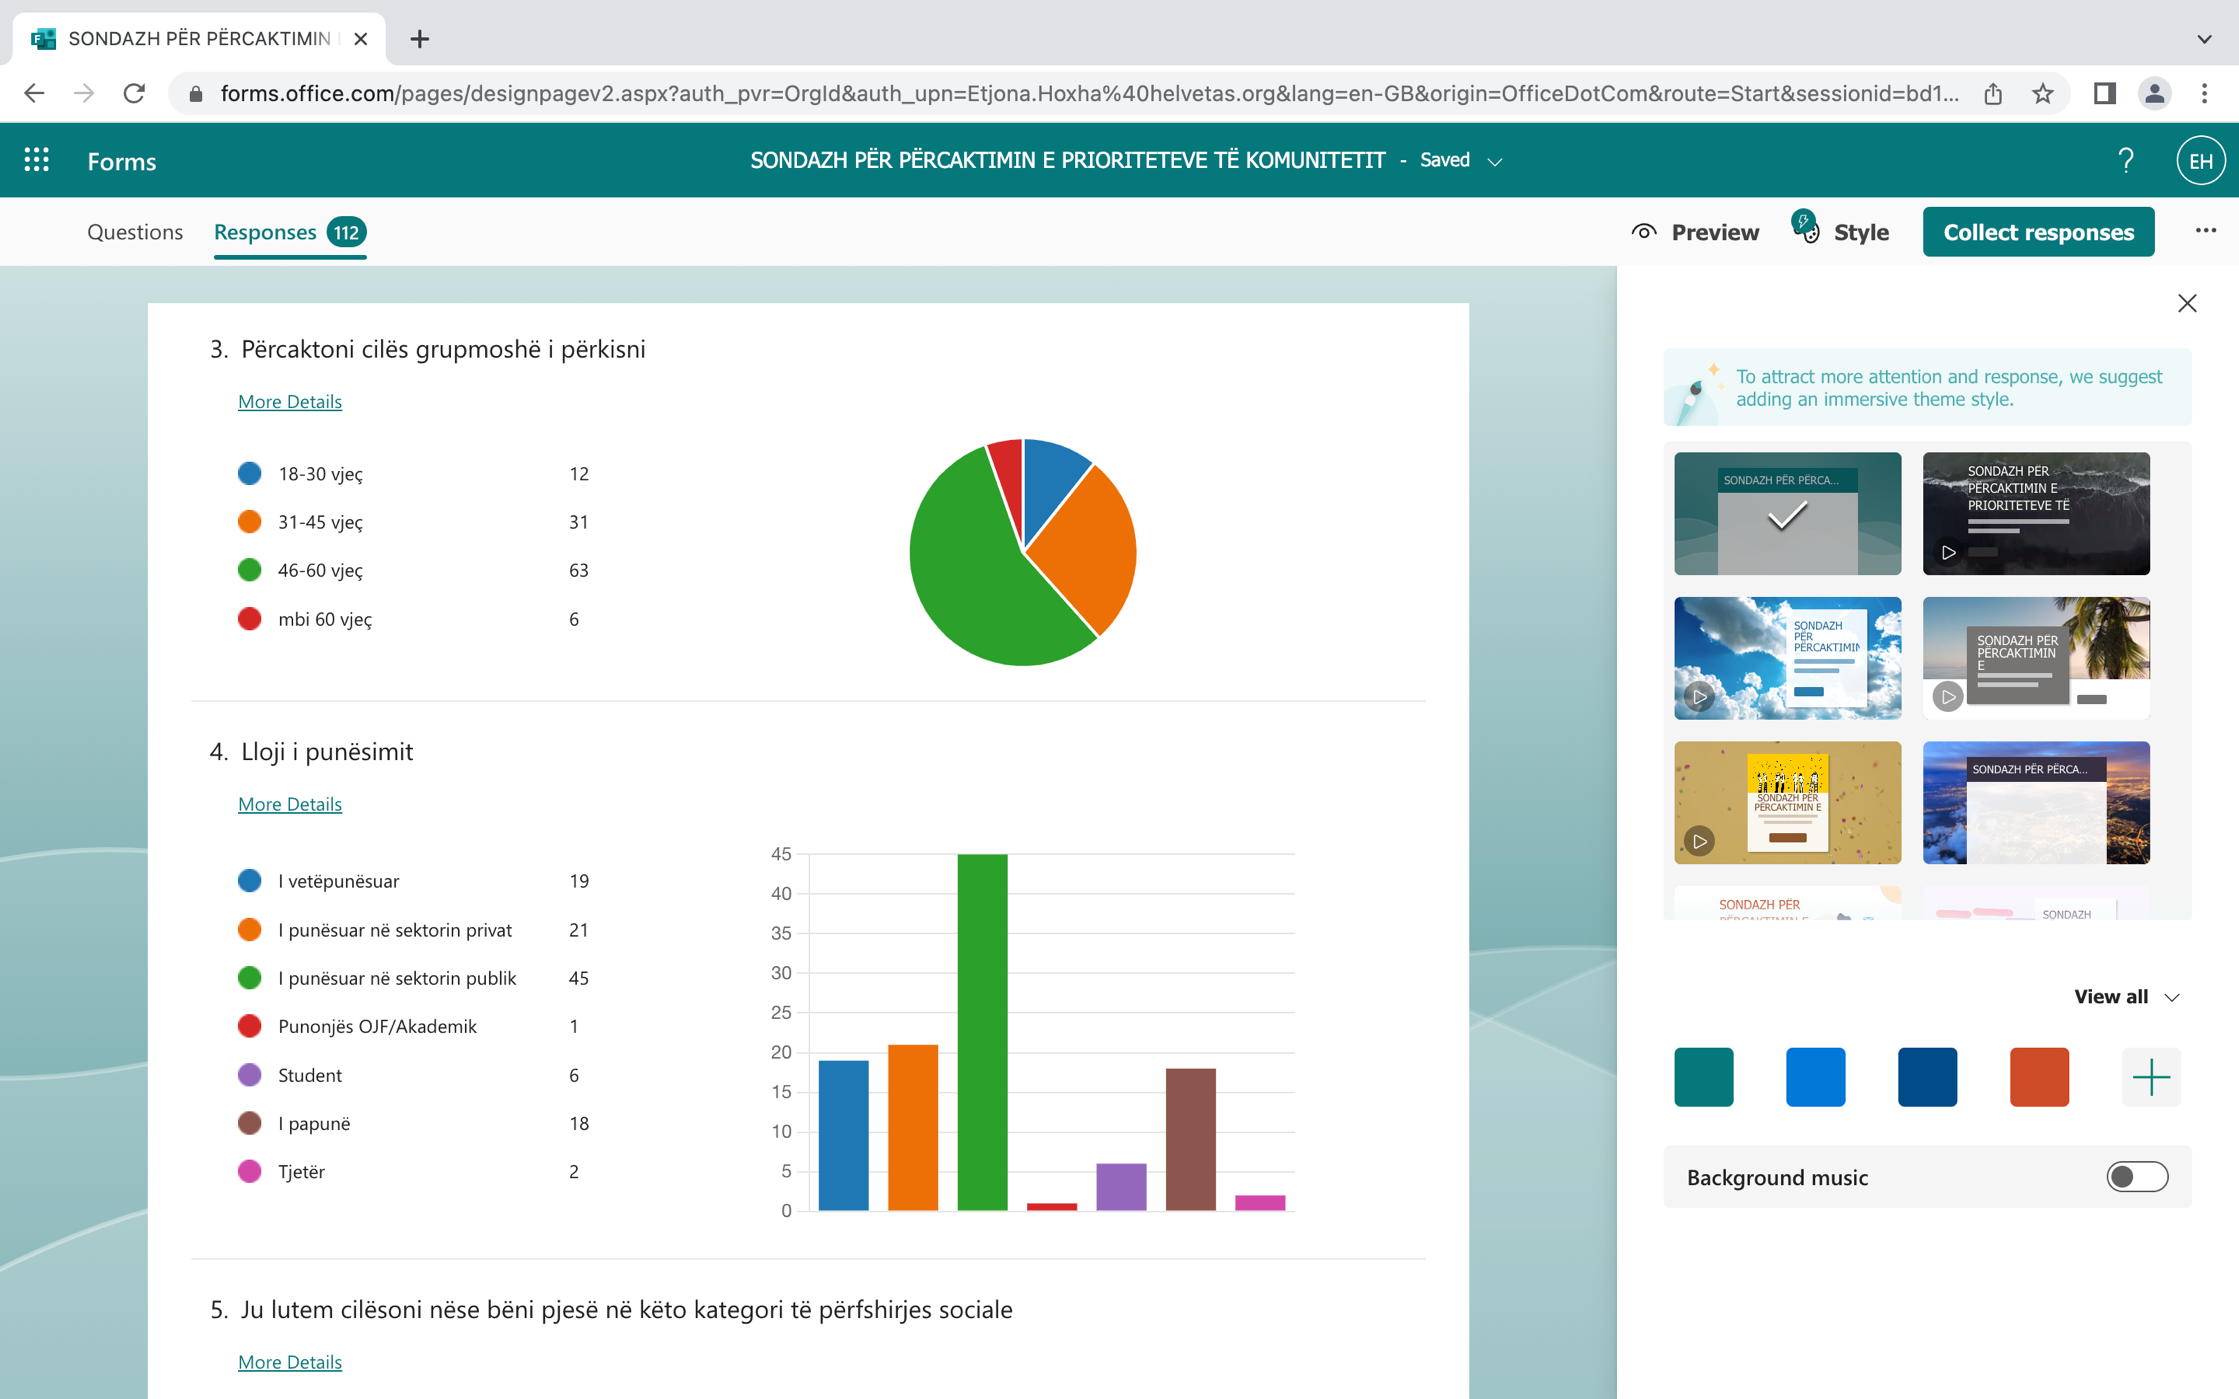 SONDAZH PËR PËRCAKTIMIN
forms.office.com/pages/designpagev2.aspx?auth_pvr=OrgId&auth_upn=Etjona.Hoxha%40helvetas.org&lang=en-GB&origin=OfficeDotCom&route=Start&sessionid=bd1...
Forms
SONDAZH PËR PËRCAKTIMIN E PRIORITETEVE TË KOMUNITETIT - Saved
? EH
Questions
Responses 112
Preview
Style
Collect responses
3. Përcaktoni cilës grupmoshë i përkisni
More Details
18-30 vjeç 12
31-45 vjeç 31
46-60 vjeç 63
mbi 60 vjeç 6
4. Lloji i punësimit
More Details
I vetëpunësuar 19
I punësuar në sektorin privat 21
I punësuar në sektorin publik 45
Punonjës OJF/Akademik 1
Student 6
I papunë 18
Tjetër 2
45
40
35
30
25
20
15
10
5
0
5. Ju lutem cilësoni nëse bëni pjesë në këto kategori të përfshirjes sociale
More Details
To attract more attention and response, we suggest
adding an immersive theme style.
SONDAZH PËR PËRCA...
SONDAZH PËR
PËRCAKTIMIN E
PRIORITETEVE TË
SONDAZH
PËR
PËRCAKTIMIN
SONDAZH PËR
PËRCAKTIMIN
E
SONDAZH PËR
PËRCAKTIMIN E
SONDAZH PËR PËRCA...
SONDAZH PËR
PËRCAKTIMIN E
SONDAZH
View all
Background music